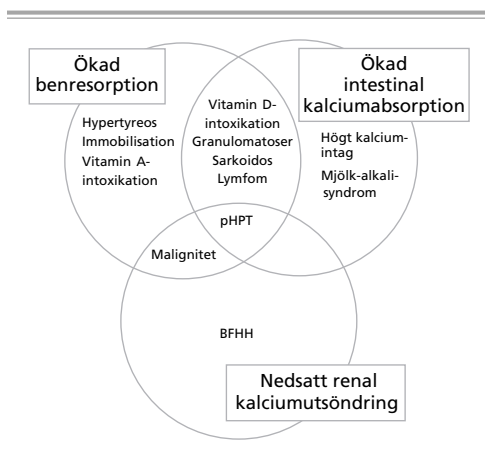 Ökad
benresorption
Ökad
intestinal
kalciumabsorption
Hypertyreos
Immobilisation
Vitamin A-
intoxikation
Vitamin D-
intoxikation
Granulomatoser
Sarkoidos
Lymfom
Högt kalcium-
intag
Mjölk-alkali-
syndrom
pHPT
Malignitet
BFHH
Nedsatt renal
kalciumutsöndring